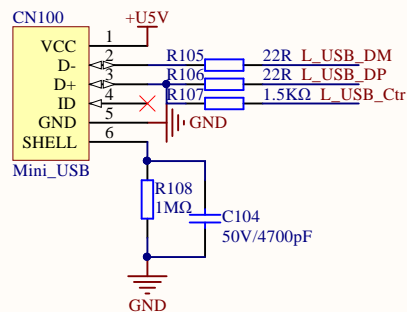 CN100
+U5V
VCC 1
D- 2 R105 22R L_USB_DM
D+ 3 R106 22R L_USB_DP
ID 4 R107 1.5KΩ L_USB_Ctr
GND 5 GND
SHELL 6
Mini_USB
R108
1MΩ
C104
50V/4700pF
GND